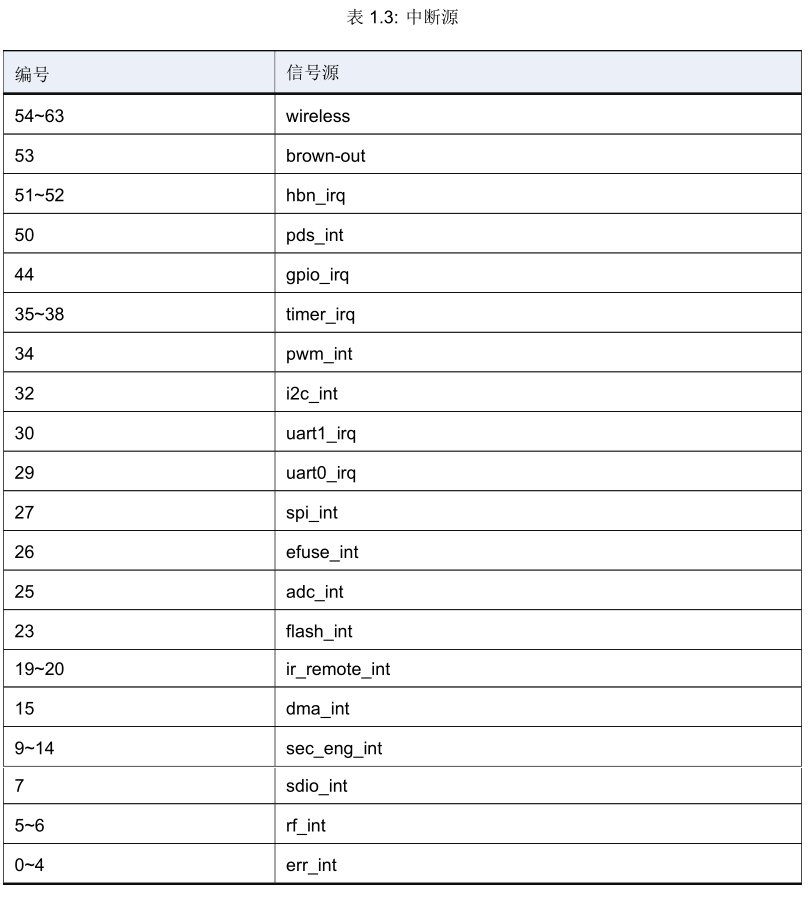 表 1.3: 中断源
编号 信号源
54~63 wireless
53 brown-out
51~52 hbn_irq
50 pds_int
44 gpio_irq
35~38 timer_irq
34 pwm_int
32 i2c_int
30 uart1_irq
29 uart0_irq
27 spi_int
26 efuse_int
25 adc_int
23 flash_int
19~20 ir_remote_int
15 dma_int
9~14 sec_eng_int
7 sdio_int
5~6 rf_int
0~4 err_int